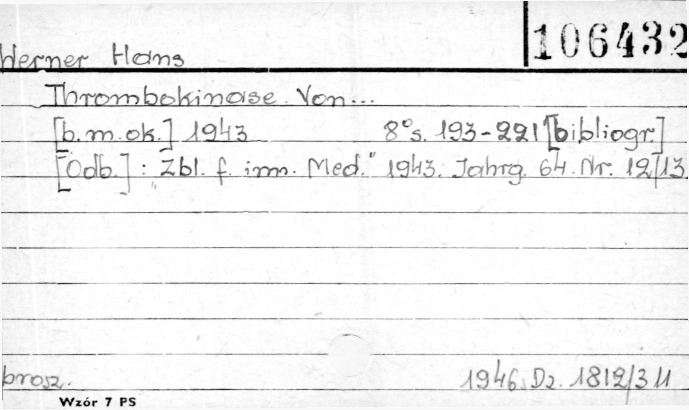 106432
Werner Hans
Thrombokinase. Von...
[b.m.ok.] 1943 8° s. 193-221 [bibliogr.]
[Odb.]: "Zbl. f. inn. Med." 1943. Jahrg. 64. Nr. 12/13.
brosz. 1946. Dz. 1812/3
Wzór 7 PS